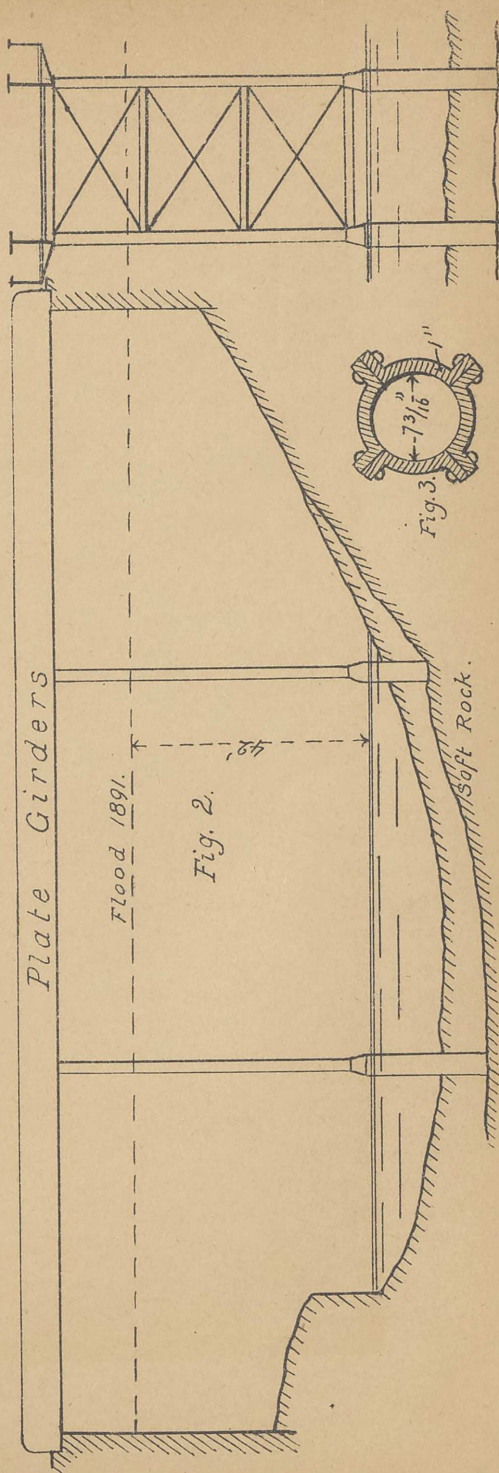 Plate Girders
Flood 1891.
42'
Fig. 2.
Soft Rock.
7 3/16"
1"
Fig. 3.